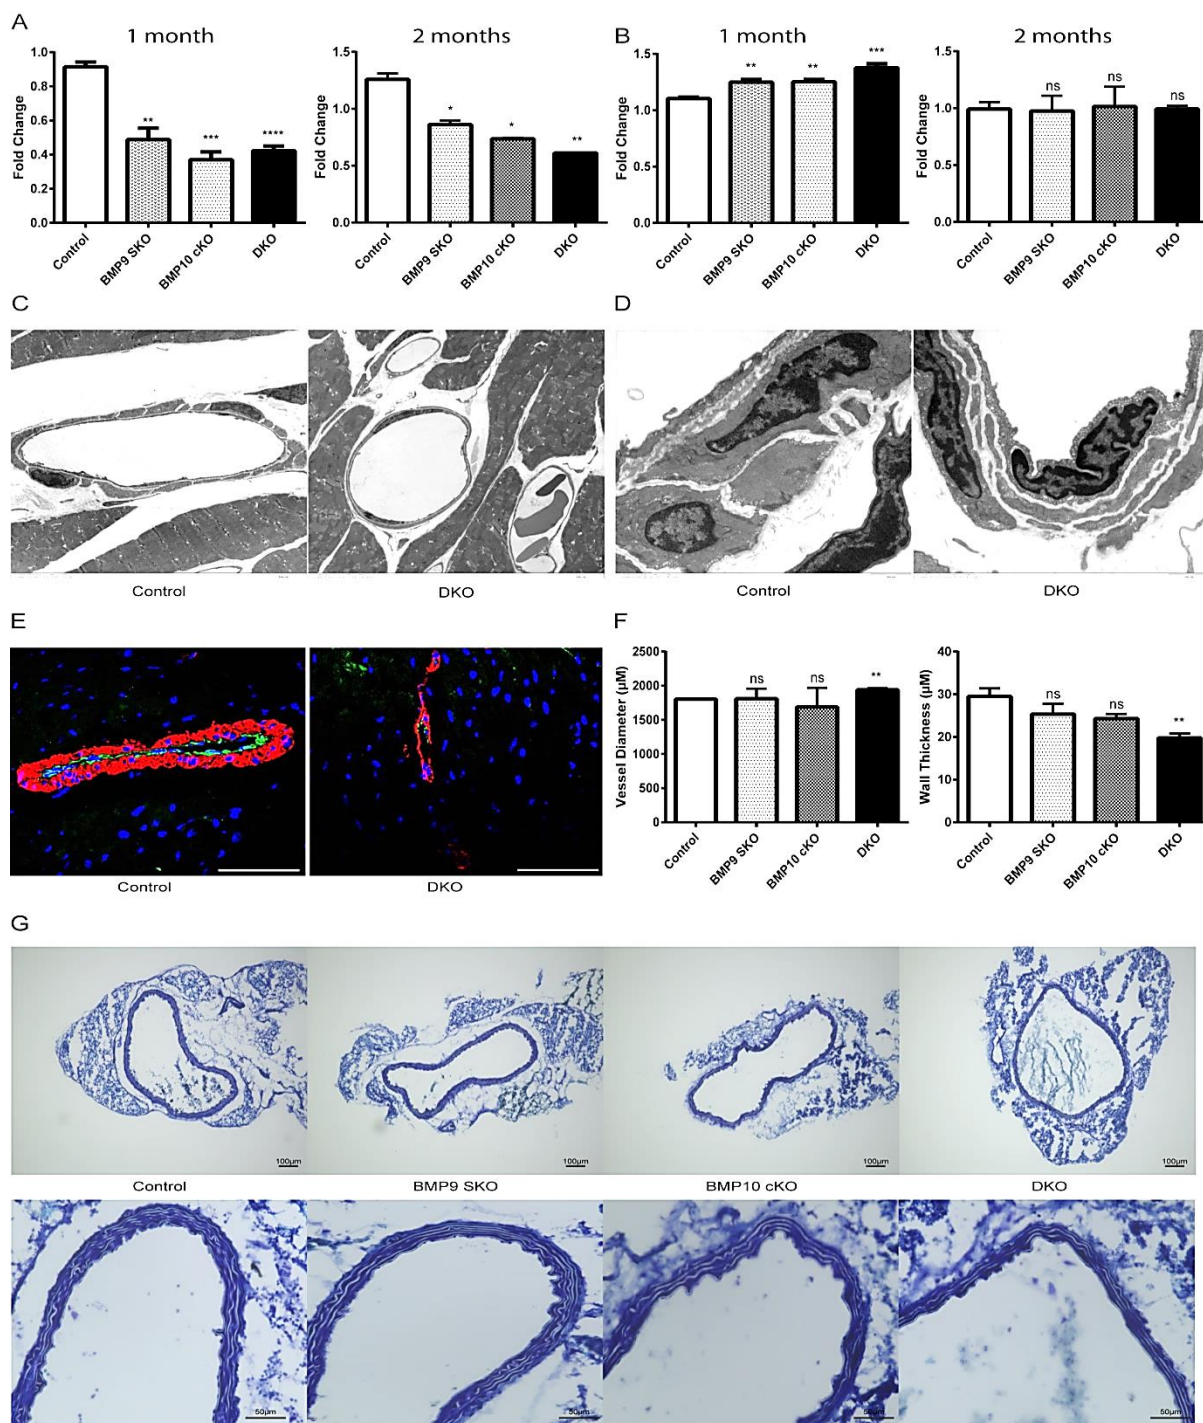 A
1 month
2 months
B
1 month
2 months
Fold Change
1.0
0.8
0.6
0.4
0.2
0.0
**
***
****
Control
BMP9 SKO
BMP10 cKO
DKO
Fold Change
1.5
1.0
0.5
0.0
*
*
**
Control
BMP9 SKO
BMP10 cKO
DKO
Fold Change
1.5
1.0
0.5
0.0
**
**
***
Control
BMP9 SKO
BMP10 cKO
DKO
Fold Change
1.5
1.0
0.5
0.0
ns
ns
ns
Control
BMP9 SKO
BMP10 cKO
DKO
C
D
Control
DKO
Control
DKO
E
F
Control
DKO
Vessel Diameter (µM)
2500
2000
1500
1000
500
0
ns
ns
**
Control
BMP9 SKO
BMP10 cKO
DKO
Wall Thickness (µM)
40
30
20
10
0
ns
ns
**
Control
BMP9 SKO
BMP10 cKO
DKO
G
100µm
100µm
100µm
100µm
Control
BMP9 SKO
BMP10 cKO
DKO
50µm
50µm
50µm
50µm